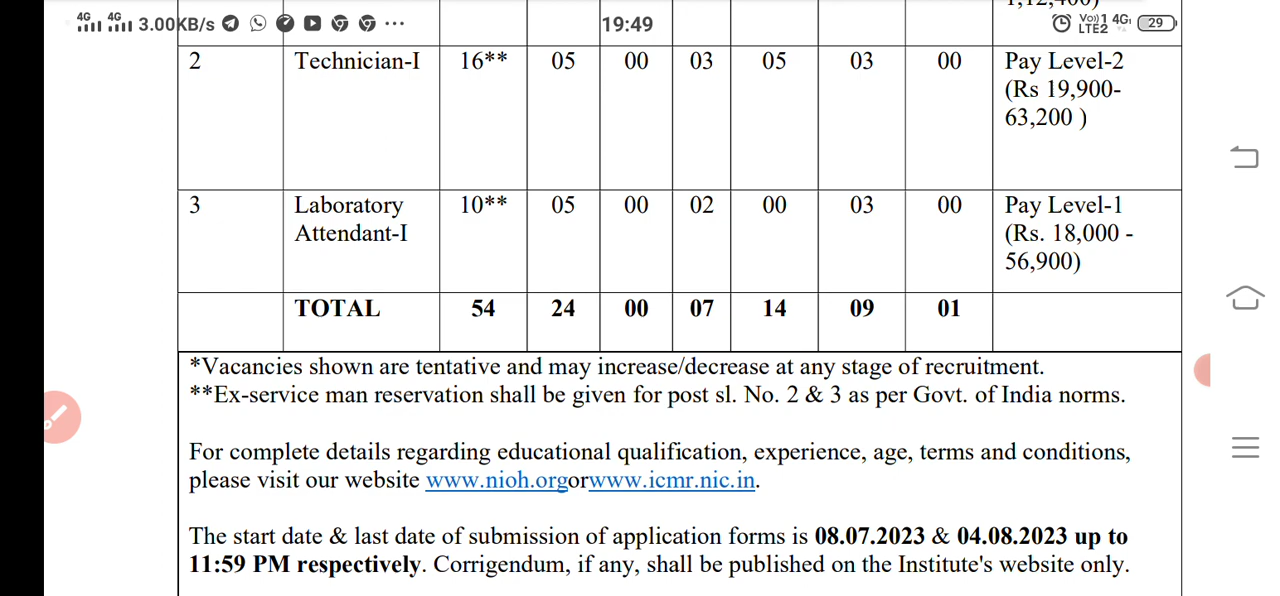 4G 4G 3.00KB/s 19:49 Vo)) 1 4G LTE2 29
2 Technician-I 16** 05 00 03 05 03 00 Pay Level-2
(Rs 19,900-
63,200 )
3 Laboratory 10** 05 00 02 00 03 00 Pay Level-1
Attendant-I (Rs. 18,000 -
56,900)
TOTAL 54 24 00 07 14 09 01
*Vacancies shown are tentative and may increase/decrease at any stage of recruitment.
**Ex-service man reservation shall be given for post sl. No. 2 & 3 as per Govt. of India norms.
For complete details regarding educational qualification, experience, age, terms and conditions,
please visit our website www.nioh.orgorwww.icmr.nic.in.
The start date & last date of submission of application forms is 08.07.2023 & 04.08.2023 up to
11:59 PM respectively. Corrigendum, if any, shall be published on the Institute's website only.